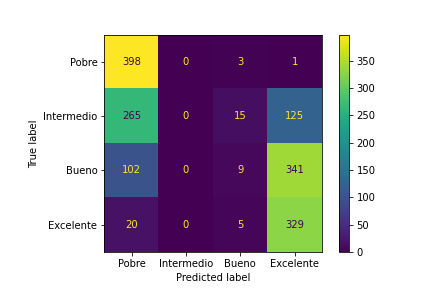 Pobre 398 0 3 1
Intermedio 265 0 15 125
Bueno 102 0 9 341
Excelente 20 0 5 329
Pobre Intermedio Bueno Excelente
Predicted label
True label
350
300
250
200
150
100
50
0